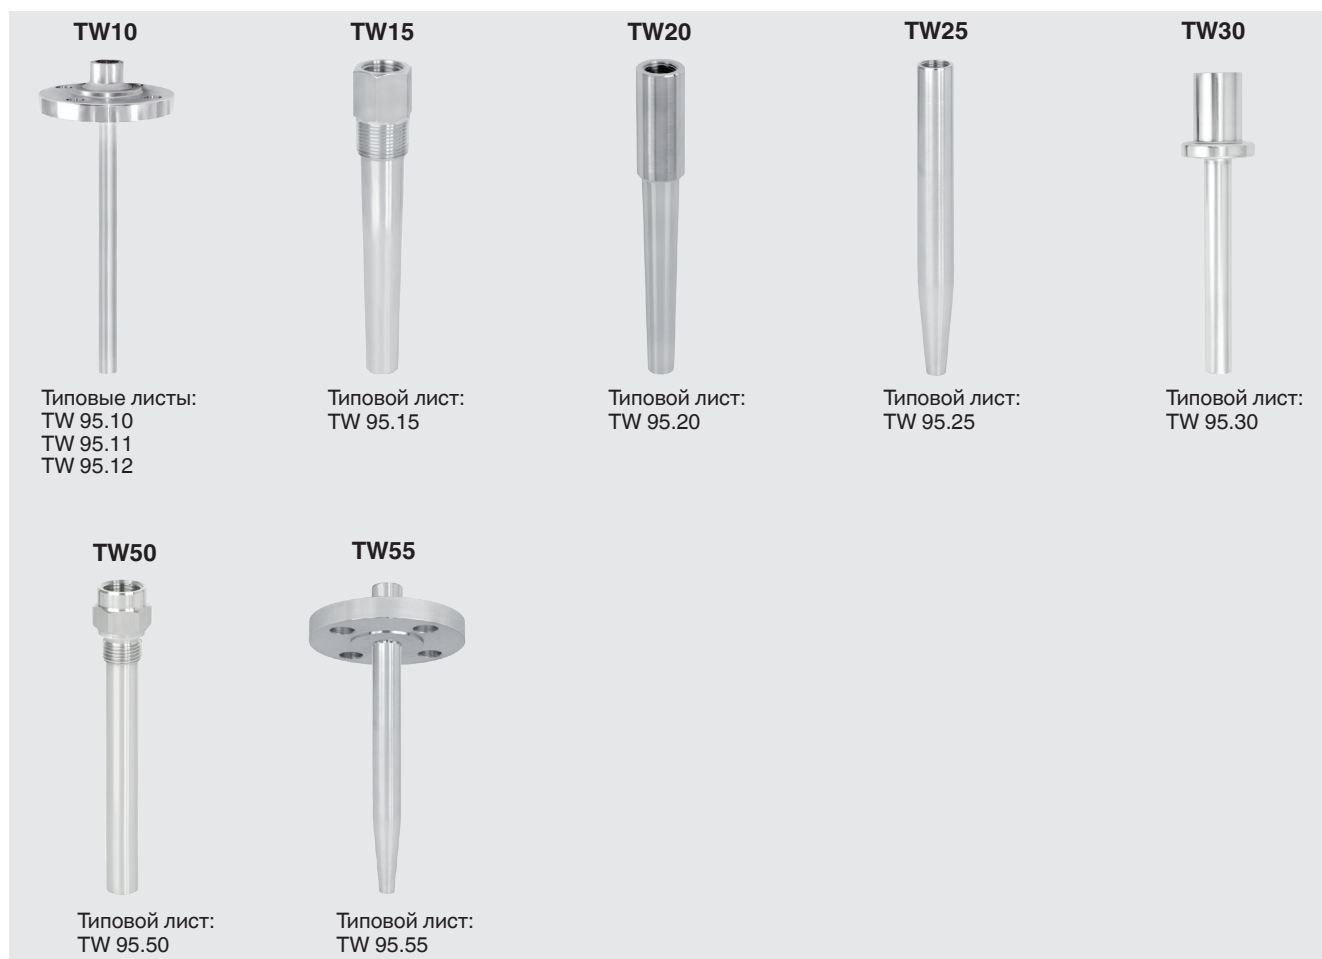 TW10
TW15
TW20
TW25
TW30
Типовые листы:
TW 95.10
TW 95.11
TW 95.12
Типовой лист:
TW 95.15
Типовой лист:
TW 95.20
Типовой лист:
TW 95.25
Типовой лист:
TW 95.30
TW50
TW55
Типовой лист:
TW 95.50
Типовой лист:
TW 95.55